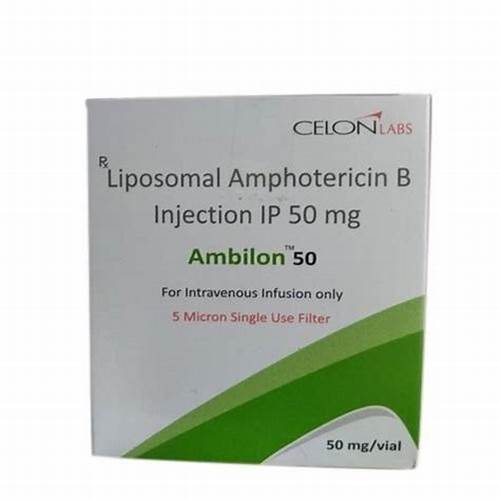 CELON LABS
Rx
Liposomal Amphotericin B
Injection IP 50 mg
Ambilon™ 50
For Intravenous Infusion only
5 Micron Single Use Filter
50 mg/vial